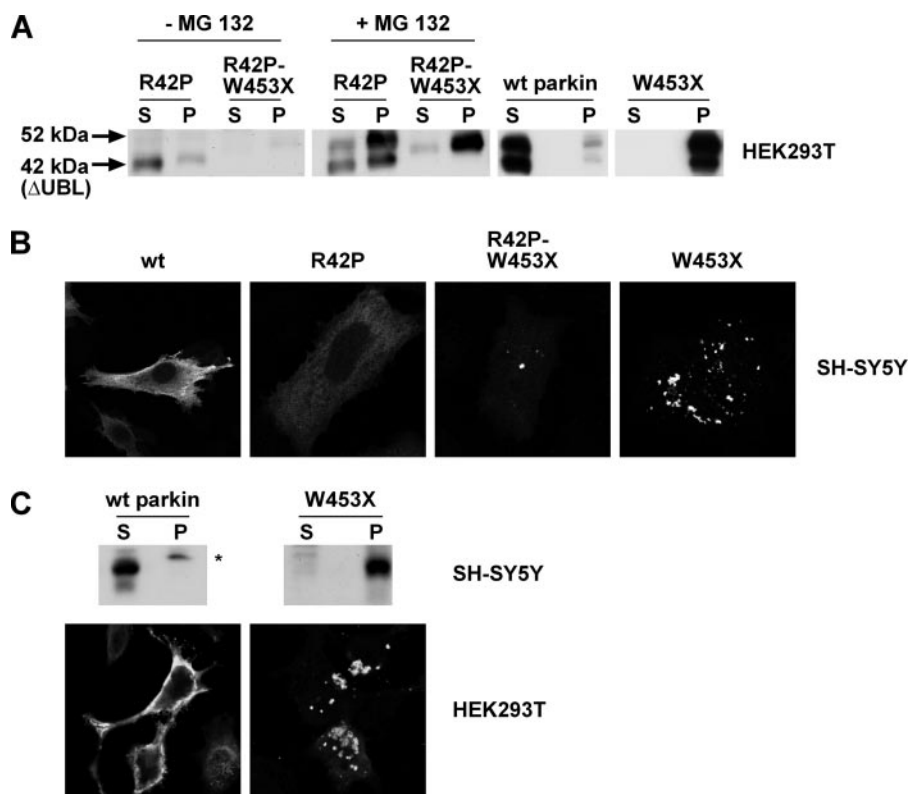 A
- MG 132
+ MG 132
R42P R42P-W453X R42P R42P-W453X wt parkin W453X
S P S P S P S P S P S P
52 kDa
42 kDa
(ΔUBL)
HEK293T
B
wt R42P R42P-W453X W453X
SH-SY5Y
C
wt parkin W453X
S P S P
*
SH-SY5Y
HEK293T